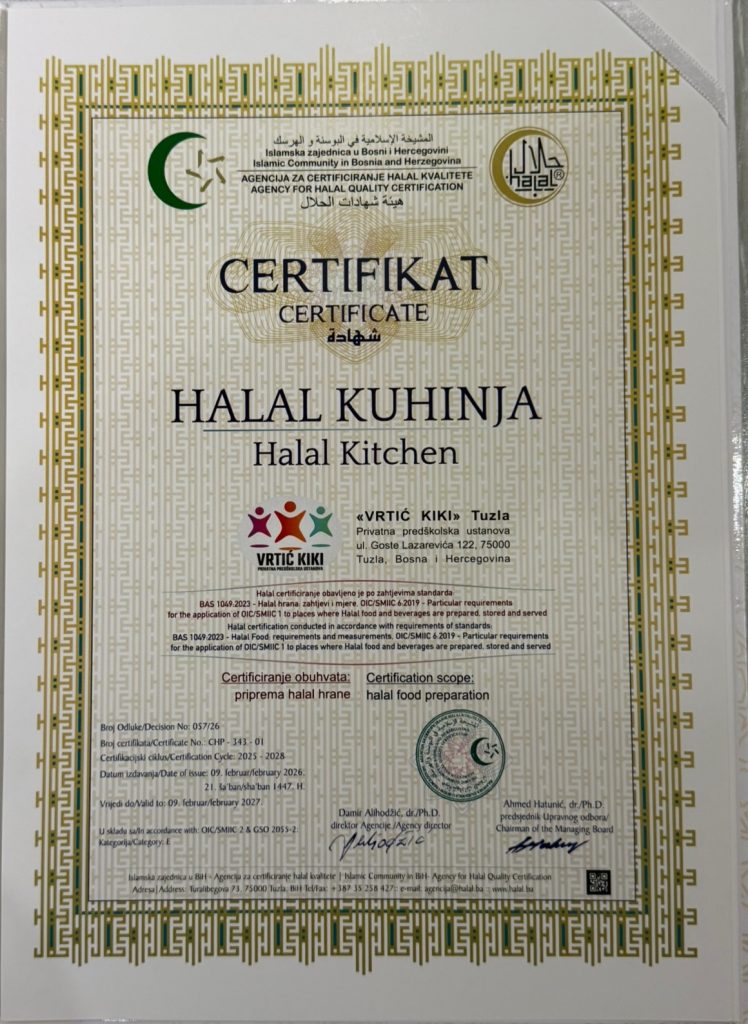 المشيخة الإسلامية في البوسنة و الهرسك
Islamska zajednica u Bosni i Hercegovini
Islamic Community in Bosnia and Herzegovina
AGENCIJA ZA CERTIFICIRANJE HALAL KVALITETE
AGENCY FOR HALAL QUALITY CERTIFICATION
هيئة شهادات الحلال
حلال
halal®
CERTIFIKAT
CERTIFICATE
شهادة
HALAL KUHINJA
Halal Kitchen
VRTIĆ KIKI
PRIVATNA PREDŠKOLSKA USTANOVA
«VRTIĆ KIKI» Tuzla
Privatna predškolska ustanova
ul. Goste Lazarevića 122, 75000
Tuzla, Bosna i Hercegovina
Halal certificiranje obavljeno je po zahtjevima standarda
BAS 1049:2023 - Halal hrana, zahtjevi i mjere, OIC/SMIIC 6:2019 - Particular requirements
for the application of OIC/SMIIC 1 to places where Halal food and beverages are prepared, stored and served
Halal certification conducted in accordance with requirements of standards:
BAS 1049:2023 - Halal Food, requirements and measurements, OIC/SMIIC 6:2019 - Particular requirements
for the application of OIC/SMIIC 1 to places where Halal food and beverages are prepared, stored and served
Certificiranje obuhvata:
priprema halal hrane
Certification scope:
halal food preparation
Broj Odluke/Decision No: 057/26
Broj certifikata/Certificate No.: CHP - 343 - 01
Certifikacijski ciklus/Certification Cycle: 2025 - 2028
Datum izdavanja/Date of issue: 09. februar/february 2026.
21. ša'ban/sha'ban 1447. H.
Vrijedi do/Valid to: 09. februar/february 2027.
U skladu sa/In accordance with: OIC/SMIIC 2 & GSO 2055-2.
Kategorija/Category: E
Damir Alihodžić, dr./Ph.D.
direktor Agencije/Agency director
Ahmed Hatunić, dr./Ph.D.
predsjednik Upravnog odbora/
Chairman of the Managing Board
Islamska zajednica u BiH - Agencija za certificiranje halal kvalitete | Islamic Community in BiH- Agency for Halal Quality Certification
Adresa|Address: Turalibegova 73, 75000 Tuzla, BiH Tel/Fax: +387 35 258 427:: e-mail: agencija@halal.ba :: www.halal.ba